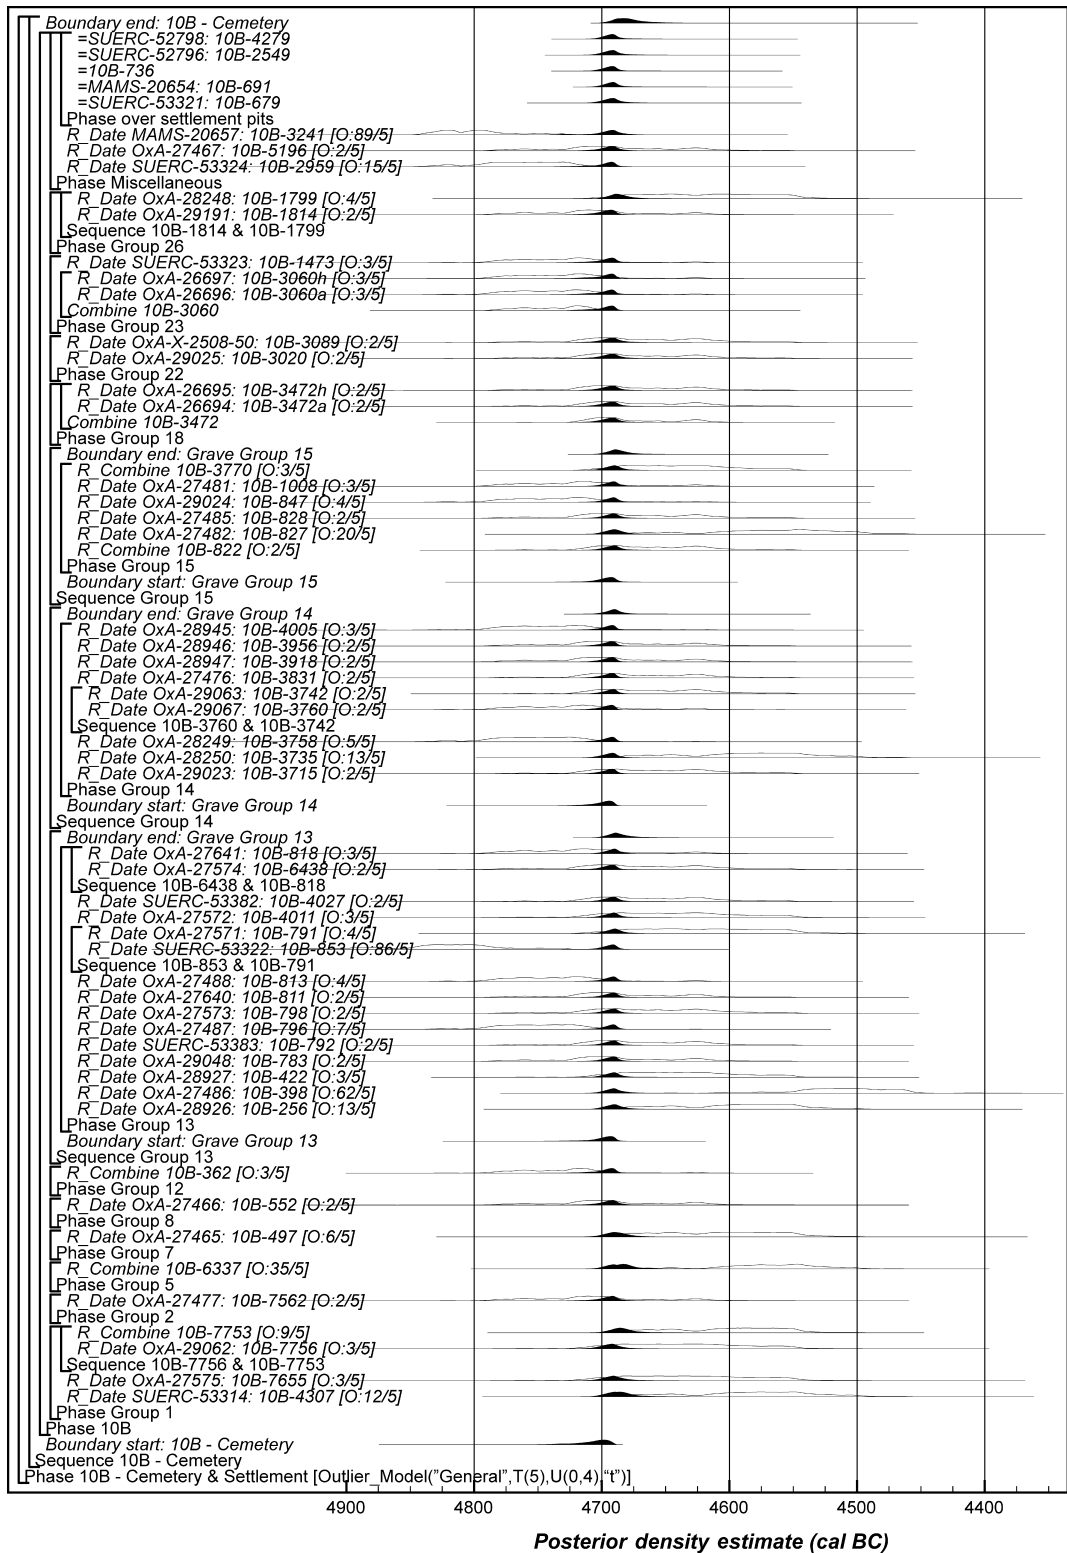 Boundary end: 10B - Cemetery
=SUERC-52798: 10B-4279
=SUERC-52796: 10B-2549
=10B-736
=MAMS-20654: 10B-691
=SUERC-53321: 10B-679
Phase over settlement pits
R_Date MAMS-20657: 10B-3241 [O:89/5]
R_Date OxA-27467: 10B-5196 [O:2/5]
R_Date SUERC-53324: 10B-2959 [O:15/5]
Phase Miscellaneous
R_Date OxA-28248: 10B-1799 [O:4/5]
R_Date OxA-29191: 10B-1814 [O:2/5]
Sequence 10B-1814 & 10B-1799
Phase Group 26
R_Date SUERC-53323: 10B-1473 [O:3/5]
R_Date OxA-26697: 10B-3060h [O:3/5]
R_Date OxA-26696: 10B-3060a [O:3/5]
Combine 10B-3060
Phase Group 23
R_Date OxA-X-2508-50: 10B-3089 [O:2/5]
R_Date OxA-29025: 10B-3020 [O:2/5]
Phase Group 22
R_Date OxA-26695: 10B-3472h [O:2/5]
R_Date OxA-26694: 10B-3472a [O:2/5]
Combine 10B-3472
Phase Group 18
Boundary end: Grave Group 15
R_Combine 10B-3770 [O:3/5]
R_Date OxA-27481: 10B-1008 [O:3/5]
R_Date OxA-29024: 10B-847 [O:4/5]
R_Date OxA-27485: 10B-828 [O:2/5]
R_Date OxA-27482: 10B-827 [O:20/5]
R_Combine 10B-822 [O:2/5]
Phase Group 15
Boundary start: Grave Group 15
Sequence Group 15
Boundary end: Grave Group 14
R_Date OxA-28945: 10B-4005 [O:3/5]
R_Date OxA-28946: 10B-3956 [O:2/5]
R_Date OxA-28947: 10B-3918 [O:2/5]
R_Date OxA-27476: 10B-3831 [O:2/5]
R_Date OxA-29063: 10B-3742 [O:2/5]
R_Date OxA-29067: 10B-3760 [O:2/5]
Sequence 10B-3760 & 10B-3742
R_Date OxA-28249: 10B-3758 [O:5/5]
R_Date OxA-28250: 10B-3735 [O:13/5]
R_Date OxA-29023: 10B-3715 [O:2/5]
Phase Group 14
Boundary start: Grave Group 14
Sequence Group 14
Boundary end: Grave Group 13
R_Date OxA-27641: 10B-818 [O:3/5]
R_Date OxA-27574: 10B-6438 [O:2/5]
Sequence 10B-6438 & 10B-818
R_Date SUERC-53382: 10B-4027 [O:2/5]
R_Date OxA-27572: 10B-4011 [O:3/5]
R_Date OxA-27571: 10B-791 [O:4/5]
R_Date SUERC-53322: 10B-853 [O:86/5]
Sequence 10B-853 & 10B-791
R_Date OxA-27488: 10B-813 [O:4/5]
R_Date OxA-27640: 10B-811 [O:2/5]
R_Date OxA-27573: 10B-798 [O:2/5]
R_Date OxA-27487: 10B-796 [O:7/5]
R_Date SUERC-53383: 10B-792 [O:2/5]
R_Date OxA-29048: 10B-783 [O:2/5]
R_Date OxA-28927: 10B-422 [O:3/5]
R_Date OxA-27486: 10B-398 [O:62/5]
R_Date OxA-28926: 10B-256 [O:13/5]
Phase Group 13
Boundary start: Grave Group 13
Sequence Group 13
R_Combine 10B-362 [O:3/5]
Phase Group 12
R_Date OxA-27466: 10B-552 [O:2/5]
Phase Group 8
R_Date OxA-27465: 10B-497 [O:6/5]
Phase Group 7
R_Combine 10B-6337 [O:35/5]
Phase Group 5
R_Date OxA-27477: 10B-7562 [O:2/5]
Phase Group 2
R_Combine 10B-7753 [O:9/5]
R_Date OxA-29062: 10B-7756 [O:3/5]
Sequence 10B-7756 & 10B-7753
R_Date OxA-27575: 10B-7655 [O:3/5]
R_Date SUERC-53314: 10B-4307 [O:12/5]
Phase Group 1
Phase 10B
Boundary start: 10B - Cemetery
Sequence 10B - Cemetery
Phase 10B - Cemetery & Settlement [Outlier_Model("General",T(5),U(0,4),"t")]
4900 4800 4700 4600 4500 4400
Posterior density estimate (cal BC)